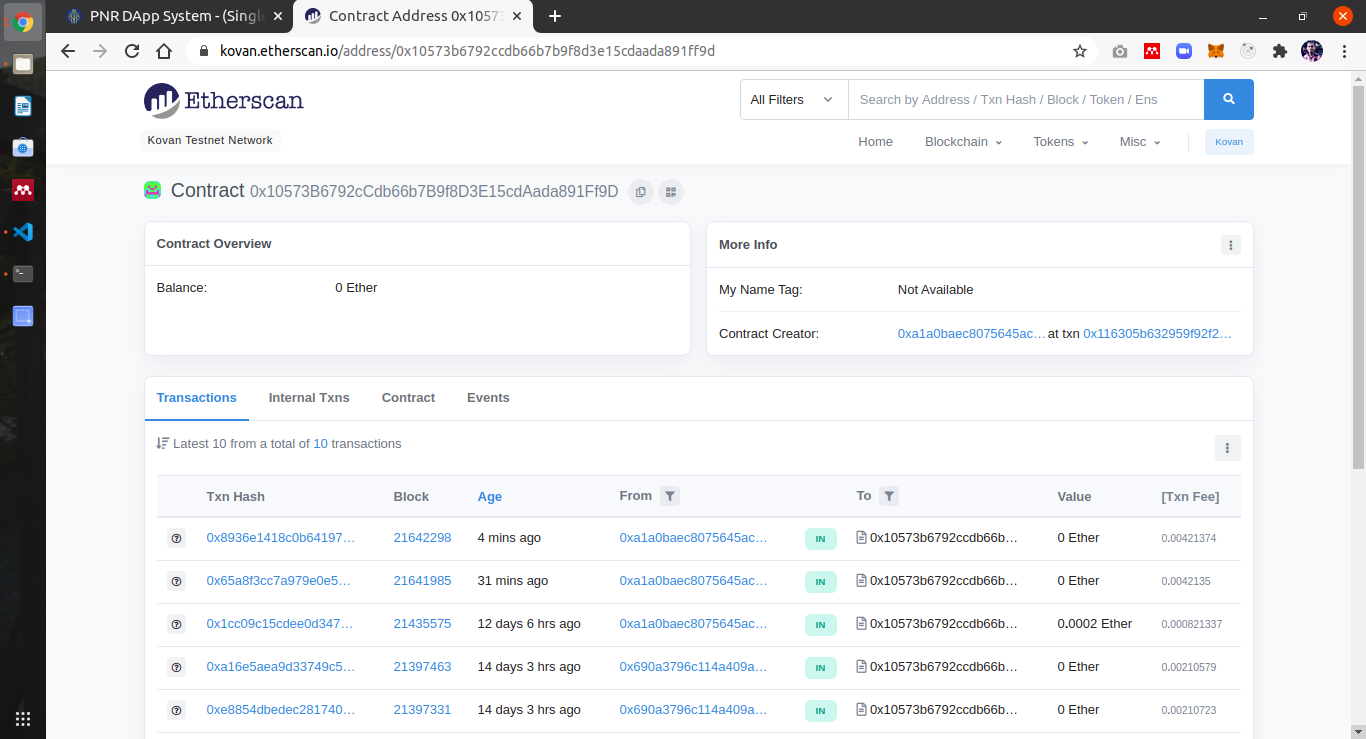 PNR DApp System - (Singl
Contract Address 0x1057
kovan.etherscan.io/address/0x10573b6792ccdb66b7b9f8d3e15cdaada891ff9d
Etherscan
All Filters
Search by Address / Txn Hash / Block / Token / Ens
Kovan Testnet Network
Home Blockchain Tokens Misc Kovan
Contract 0x10573B6792cCdb66b7B9f8D3E15cdAada891Ff9D
Contract Overview
Balance: 0 Ether
More Info
My Name Tag: Not Available
Contract Creator: 0xa1a0baec8075645ac… at txn 0x116305b632959f92f2…
Transactions Internal Txns Contract Events
Latest 10 from a total of 10 transactions
Txn Hash Block Age From To Value [Txn Fee]
0x8936e1418c0b64197… 21642298 4 mins ago 0xa1a0baec8075645ac… IN 0x10573b6792ccdb66b… 0 Ether 0.00421374
0x65a8f3cc7a979e0e5… 21641985 31 mins ago 0xa1a0baec8075645ac… IN 0x10573b6792ccdb66b… 0 Ether 0.0042135
0x1cc09c15cdee0d347… 21435575 12 days 6 hrs ago 0xa1a0baec8075645ac… IN 0x10573b6792ccdb66b… 0.0002 Ether 0.000821337
0xa16e5aea9d33749c5… 21397463 14 days 3 hrs ago 0x690a3796c114a409a… IN 0x10573b6792ccdb66b… 0 Ether 0.00210579
0xe8854dbedec281740… 21397331 14 days 3 hrs ago 0x690a3796c114a409a… IN 0x10573b6792ccdb66b… 0 Ether 0.00210723